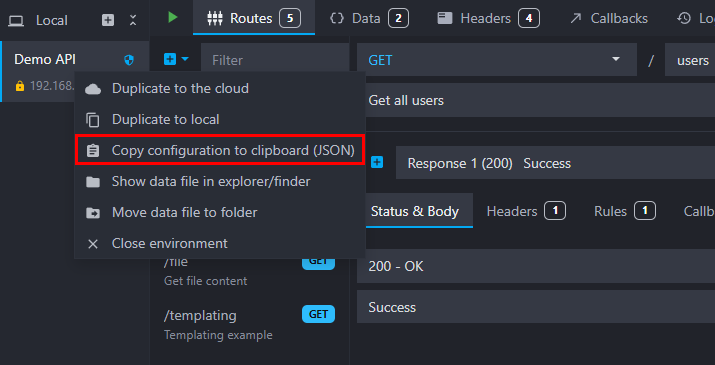 Local
Routes 5
Data 2
Headers 4
Callbacks
Demo API
Filter
GET
/
users
192.168.
Duplicate to the cloud
Get all users
Duplicate to local
Copy configuration to clipboard (JSON)
Response 1 (200) Success
Show data file in explorer/finder
Move data file to folder
Status & Body
Headers 1
Rules 1
Callb
Close environment
/file
GET
200 - OK
Get file content
Success
/templating
GET
Templating example